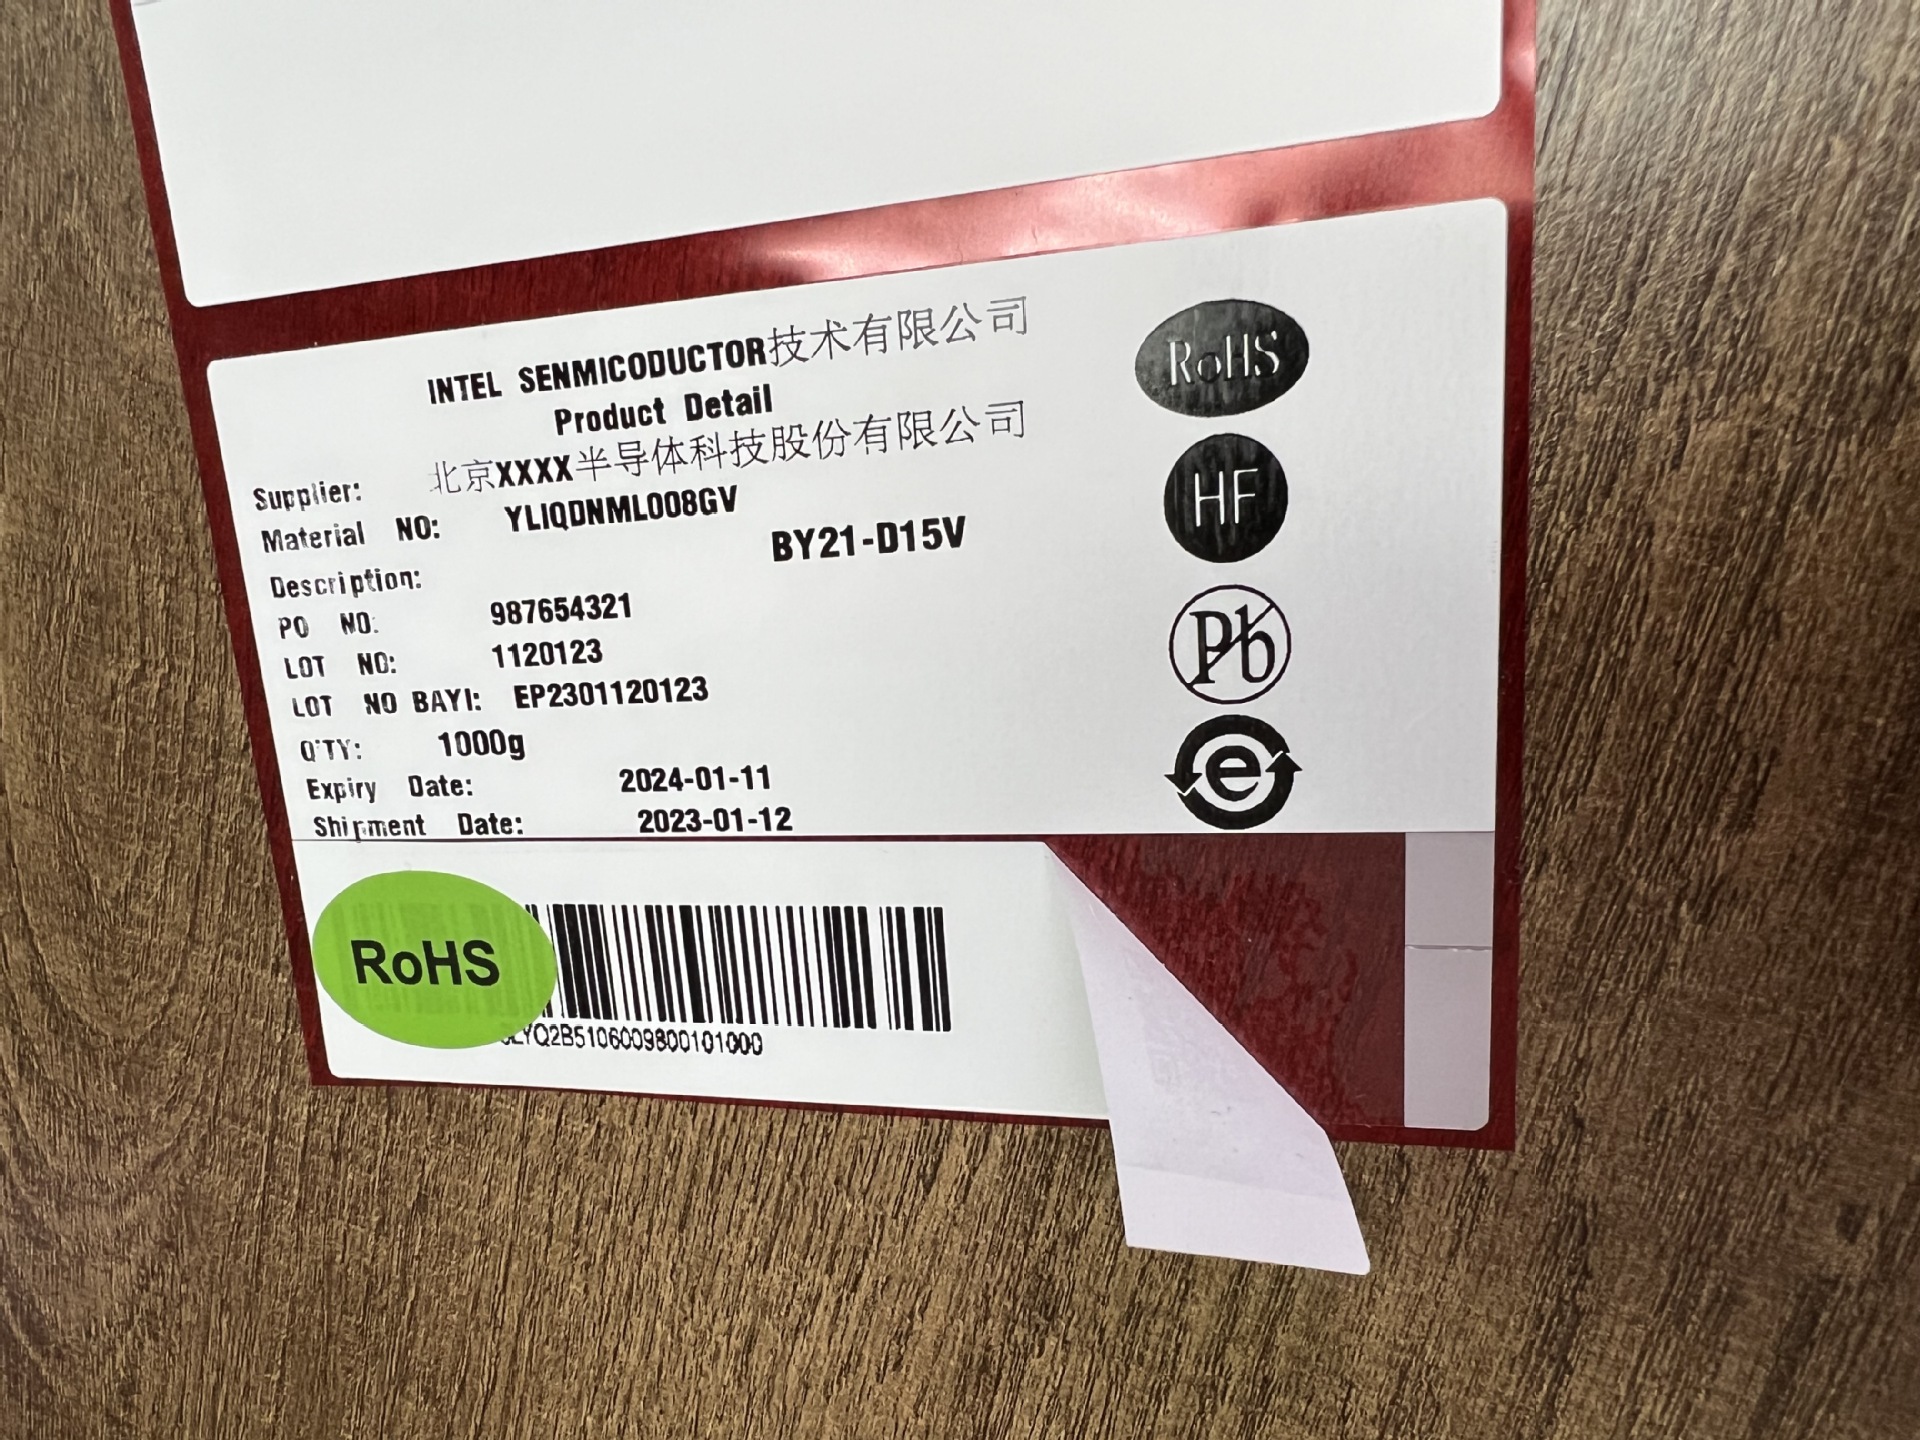 INTEL SENMICODUCTOR技术有限公司
Product Detail
Supplier: 北京XXXX半导体科技股份有限公司
Material NO: YLIQDNML008GV
Description: BY21-D15V
PO NO: 987654321
LOT NO: 1120123
LOT NO BAYI: EP2301120123
Q'TY: 1000g
Expiry Date: 2024-01-11
Shipment Date: 2023-01-12
RoHS
HF
Pb
e
RoHS